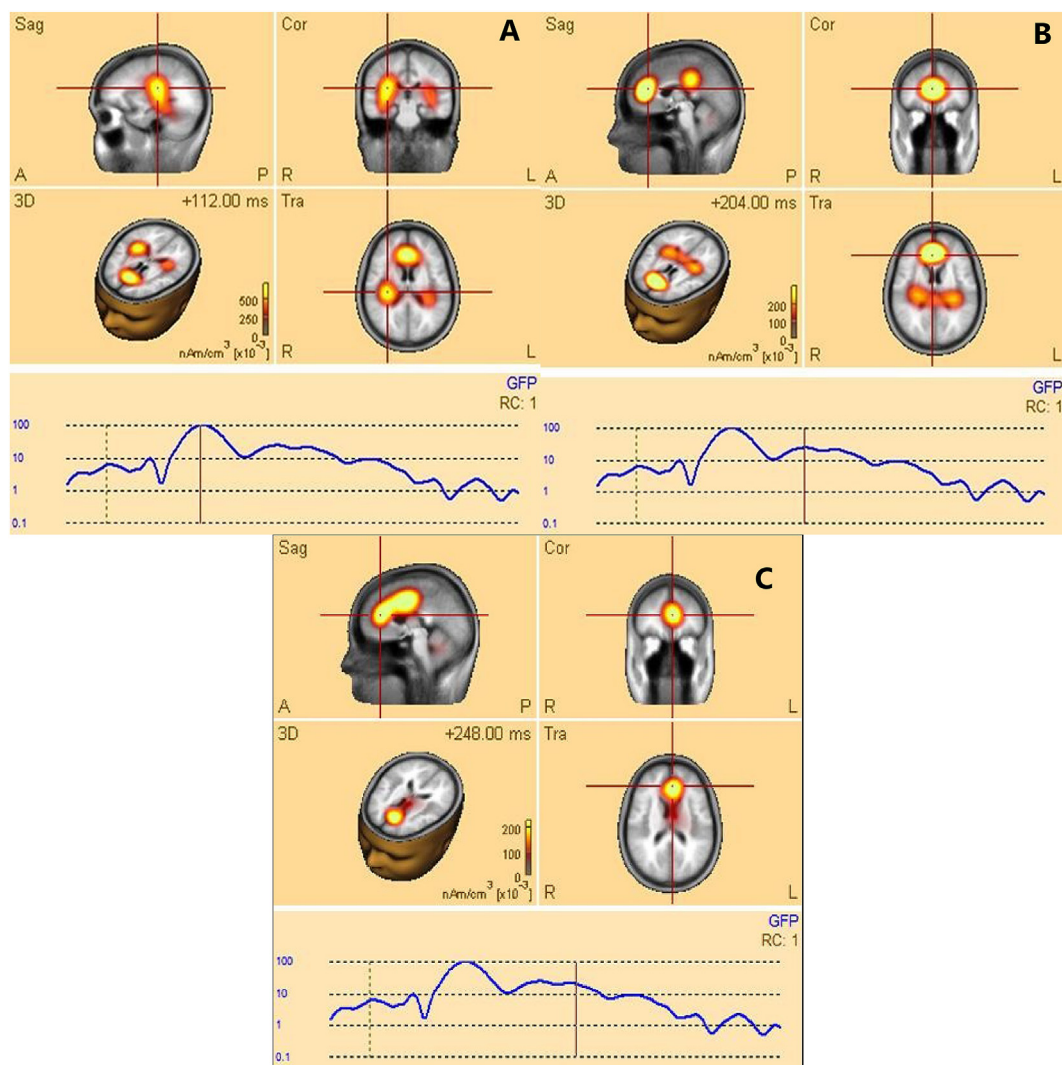 Sag
Cor
A
A
P
R
L
3D
+112.00 ms
Tra
500
250
0
nAm/cm³ [x10⁻³]
R
L
GFP
RC: 1
100
10
1
0.1
Sag
Cor
B
A
P
R
L
3D
+204.00 ms
Tra
200
100
0
nAm/cm³ [x10⁻³]
R
L
GFP
RC: 1
100
10
1
0.1
Sag
Cor
C
A
P
R
L
3D
+248.00 ms
Tra
200
100
0
nAm/cm³ [x10⁻³]
R
L
GFP
RC: 1
100
10
1
0.1